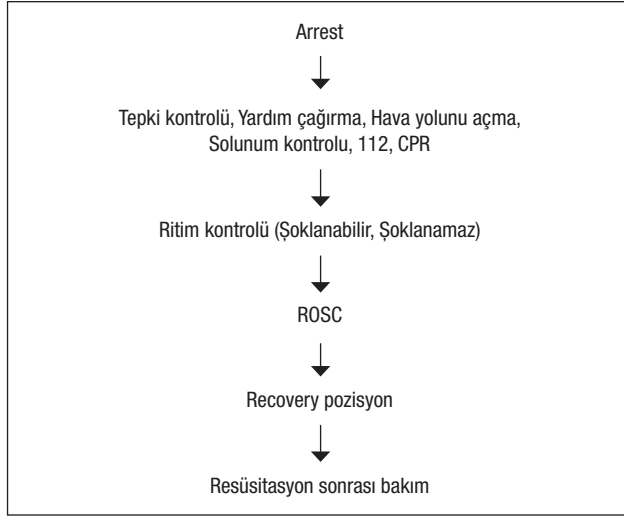 Arrest
Tepki kontrolü, Yardım çağırma, Hava yolunu açma,
Solunum kontrolu, 112, CPR
Ritim kontrolü (Şoklanabilir, Şoklanamaz)
ROSC
Recovery pozisyon
Resüsitasyon sonrası bakım